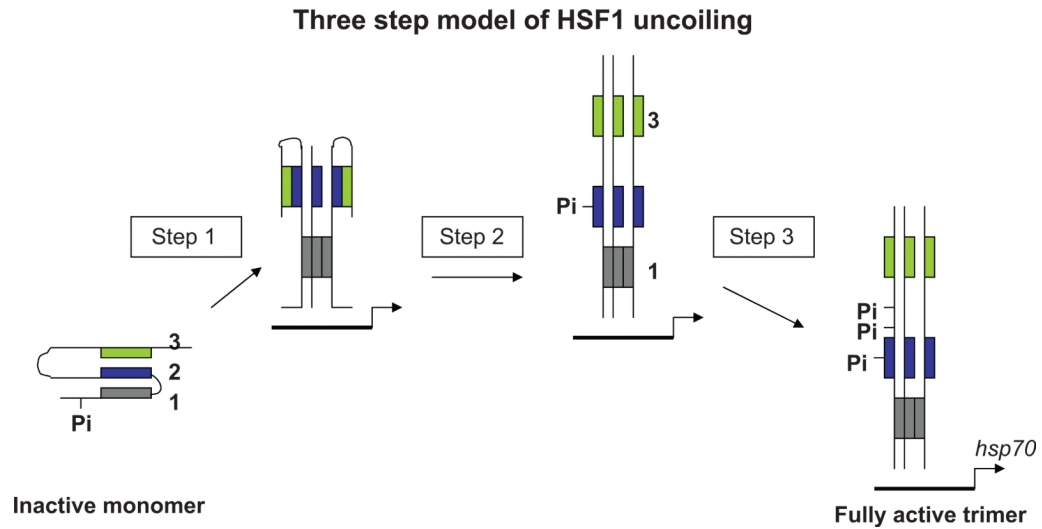 Three step model of HSF1 uncoiling
3
Pi
1
Step 1
Step 2
Step 3
3
2
1
Pi
Pi
Pi
Pi
hsp70
Inactive monomer
Fully active trimer